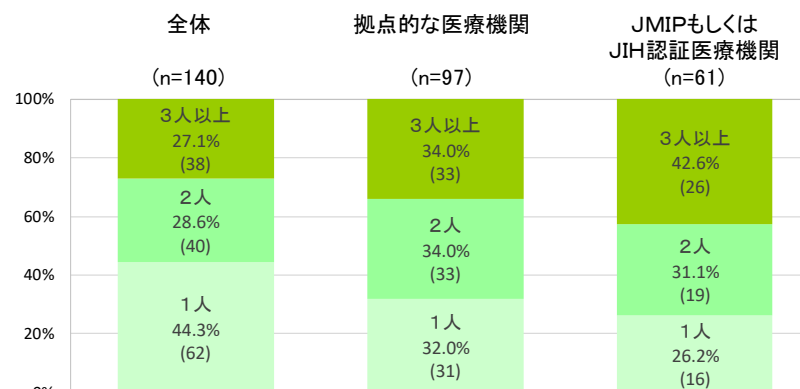 全体
(n=140)
拠点的な医療機関
(n=97)
JMIPもしくは
JIH認証医療機関
(n=61)
100%
80%
60%
40%
20%
0%
３人以上
27.1%
(38)
２人
28.6%
(40)
１人
44.3%
(62)
３人以上
34.0%
(33)
２人
34.0%
(33)
１人
32.0%
(31)
３人以上
42.6%
(26)
２人
31.1%
(19)
１人
26.2%
(16)